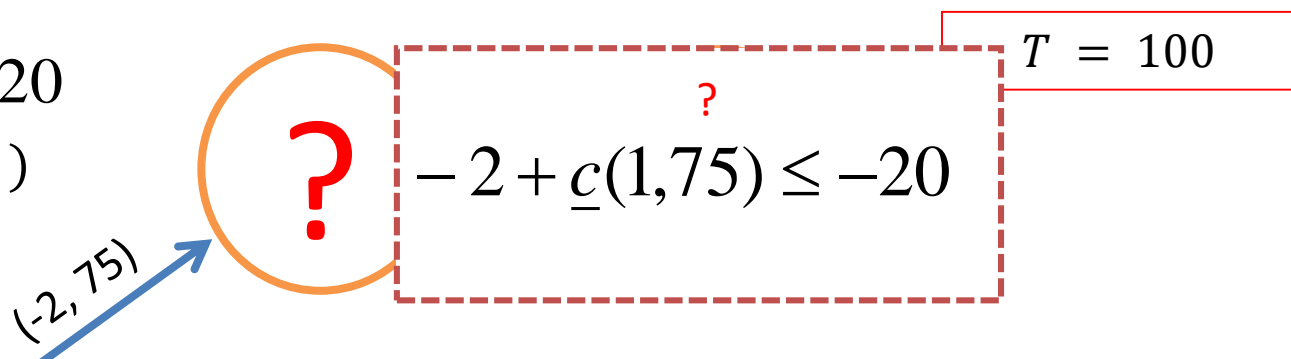 T = 100
20
)
?
?
− 2 + c(1,75) ≤ −20
(-2, 75)